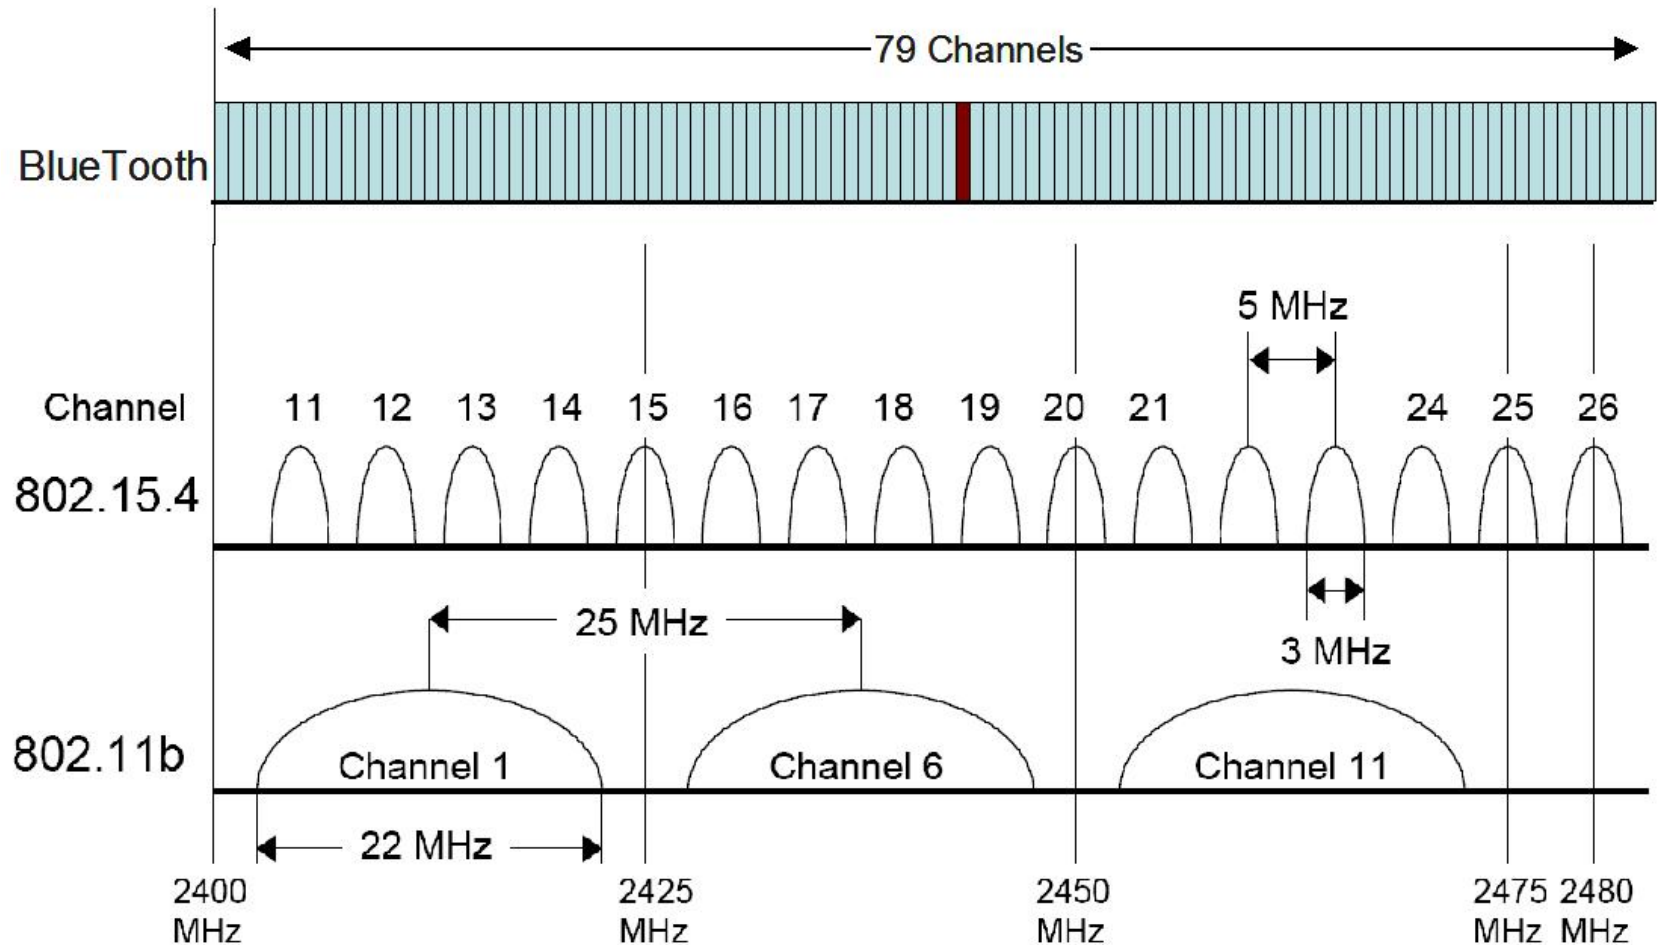 79 Channels
BlueTooth
5 MHz
Channel 11 12 13 14 15 16 17 18 19 20 21 24 25 26
802.15.4
25 MHz
3 MHz
802.11b
Channel 1 Channel 6 Channel 11
22 MHz
2400 2425 2450 2475 2480
MHz MHz MHz MHz MHz